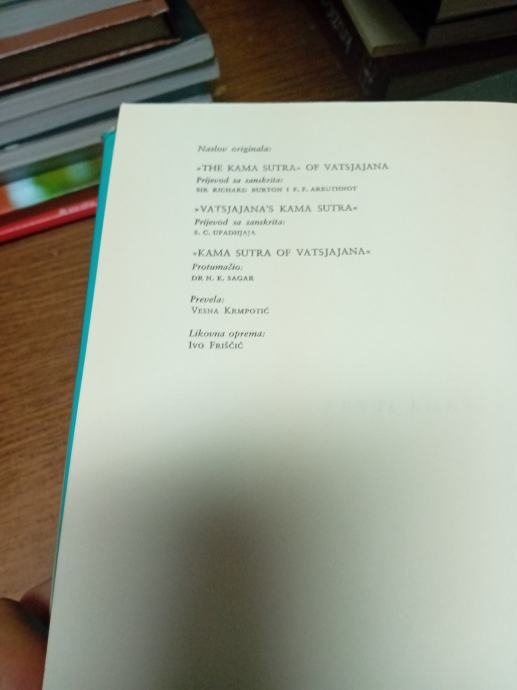 Naslov originala:
»THE KAMA SUTRA« OF VATSJAJANA
Prijevod sa sanskrita:
SIR RICHARD BURTON I F. F. ARBUTHNOT
»VATSJAJANA'S KAMA SUTRA«
Prijevod sa sanskrita:
S. C. UPADHJAJA
»KAMA SUTRA OF VATSJAJANA«
Protumačio:
DR N. K. SAGAR
Prevela:
VESNA KRMPOTIĆ
Likovna oprema:
IVO FRIŠČIĆ